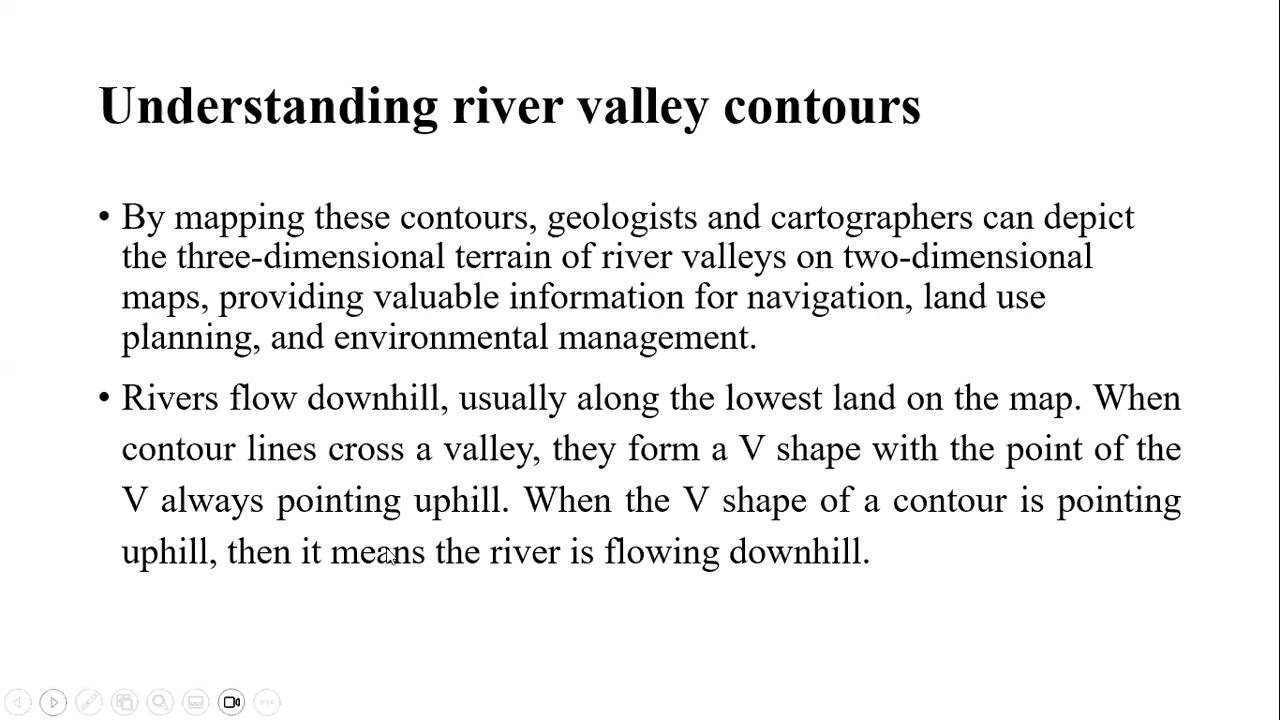 Understanding river valley contours
• By mapping these contours, geologists and cartographers can depict
the three-dimensional terrain of river valleys on two-dimensional
maps, providing valuable information for navigation, land use
planning, and environmental management.
• Rivers flow downhill, usually along the lowest land on the map. When
contour lines cross a valley, they form a V shape with the point of the
V always pointing uphill. When the V shape of a contour is pointing
uphill, then it means the river is flowing downhill.